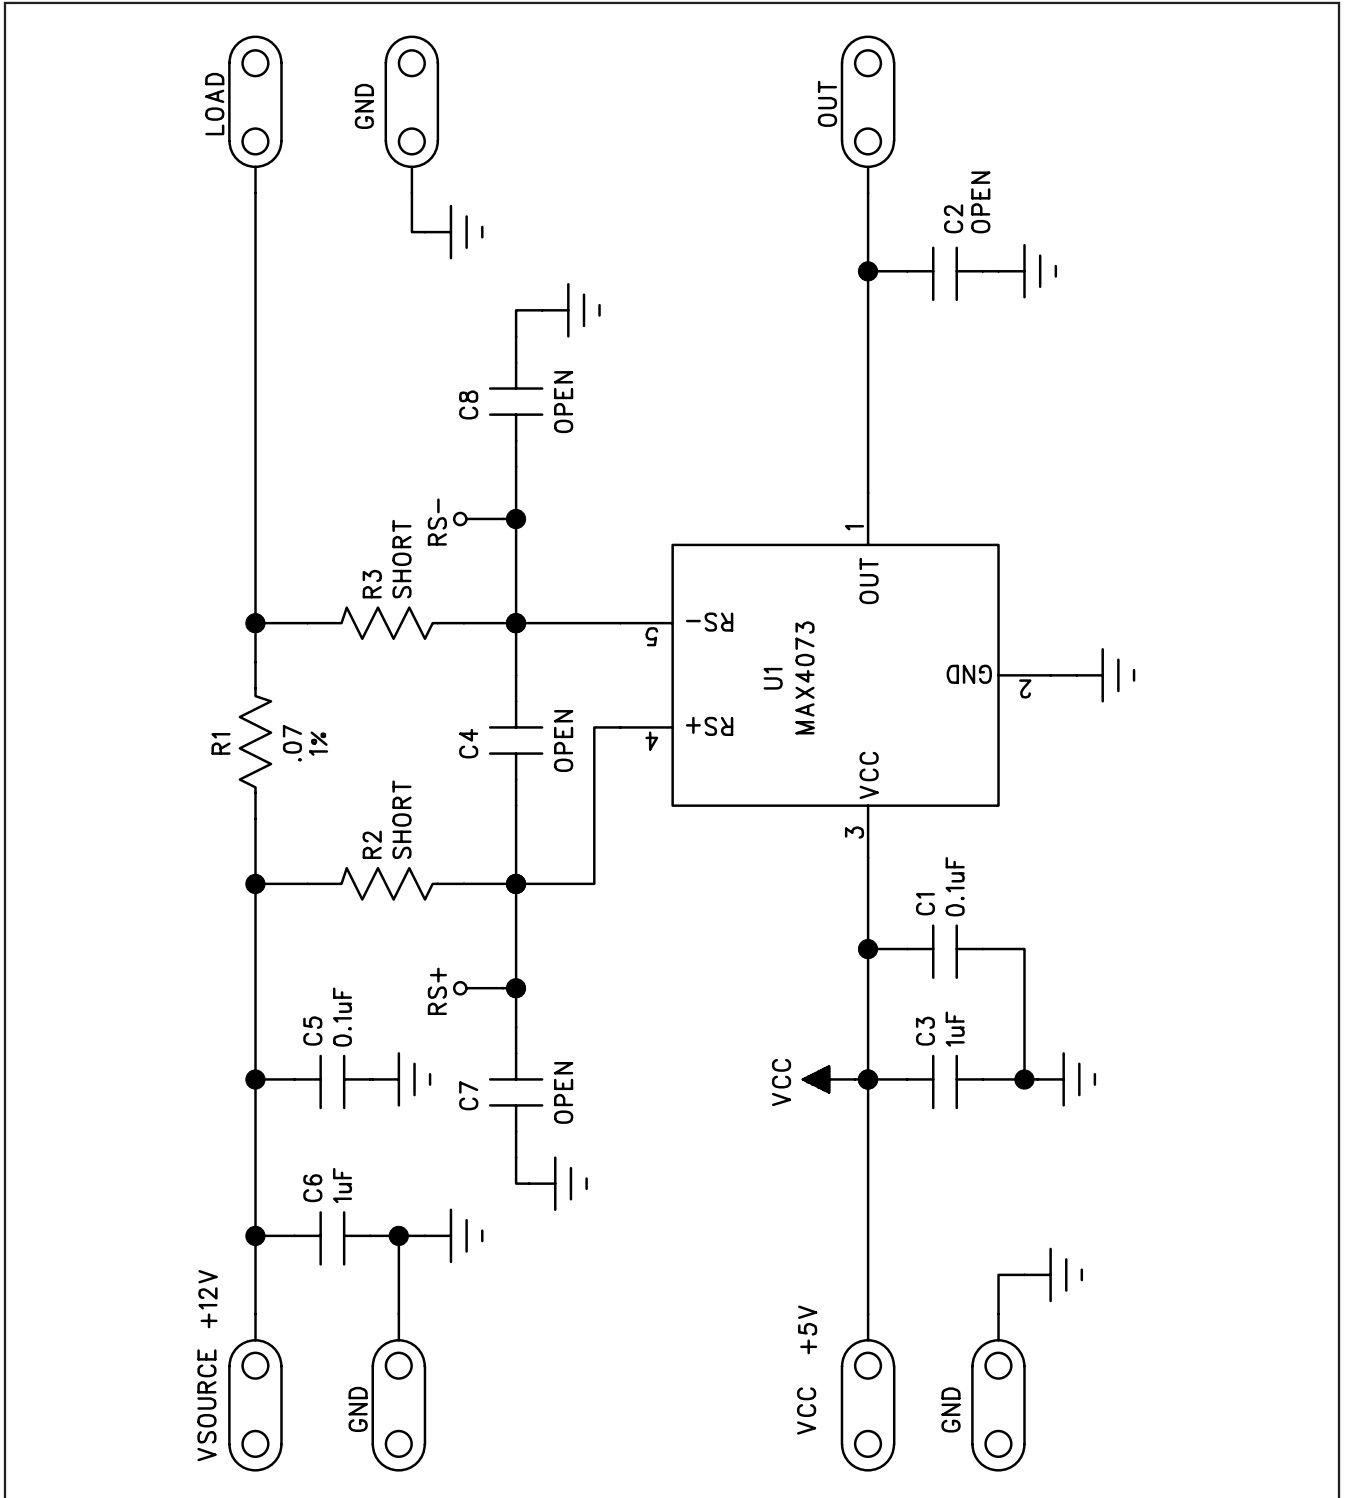 VSOURCE +12V
GND
C6
1uF
C5
0.1uF
R1
.07
1%
LOAD
GND
R2
SHORT
R3
SHORT
RS+
RS-
C7
OPEN
C4
OPEN
C8
OPEN
4
5
RS+
RS-
U1
MAX4073
VCC
OUT
GND
3
1
2
VCC +5V
GND
VCC
C3
1uF
C1
0.1uF
C2
OPEN
OUT